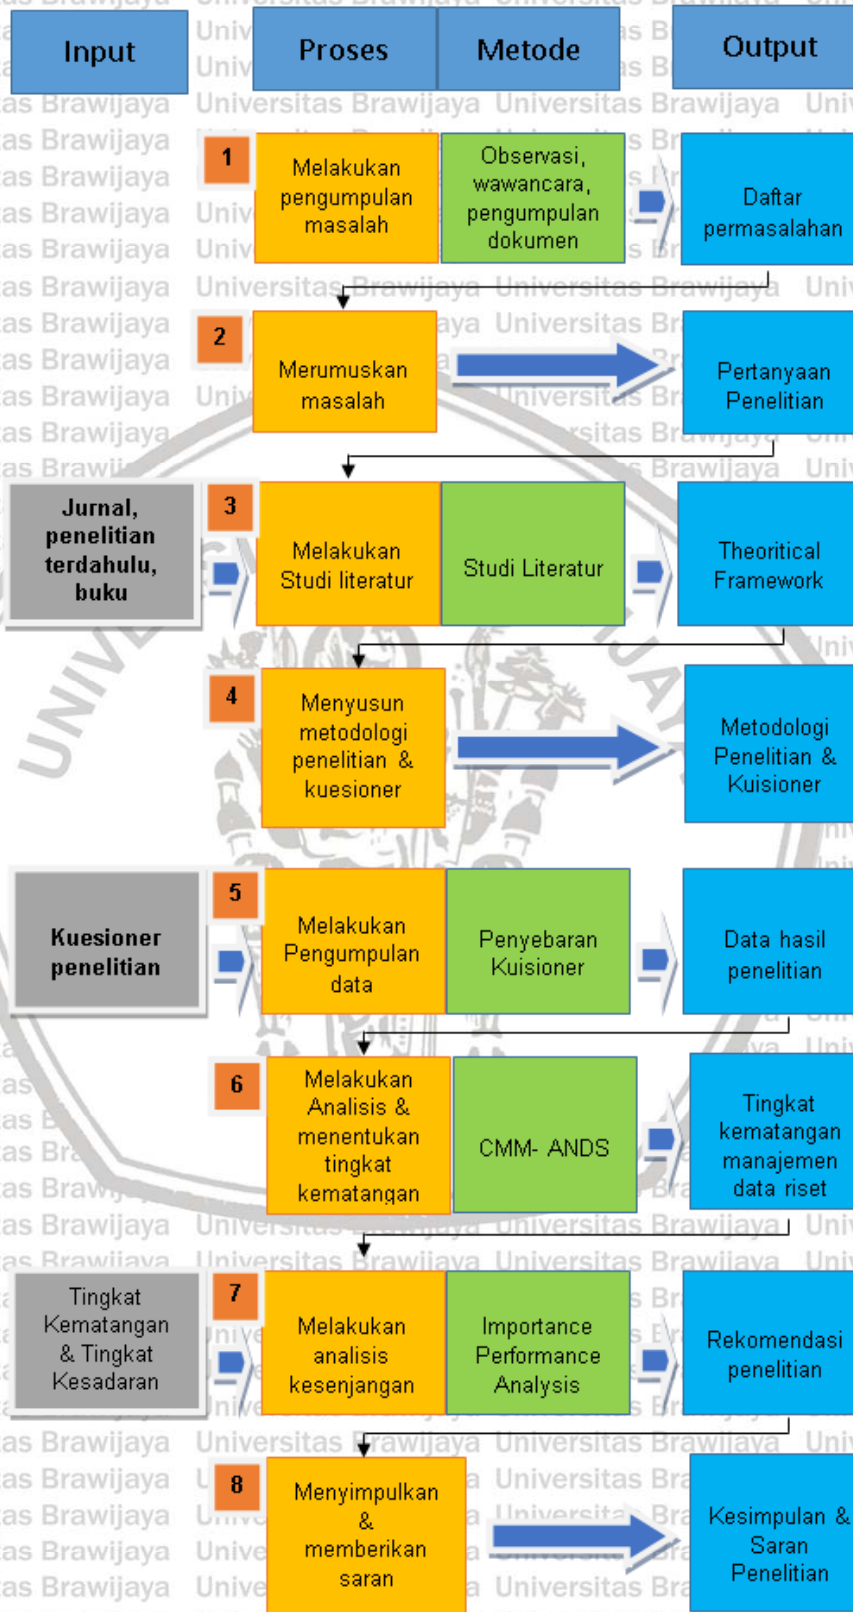 Input
Proses
Metode
Output
1
Melakukan
pengumpulan
masalah
Observasi,
wawancara,
pengumpulan
dokumen
Daftar
permasalahan
2
Merumuskan
masalah
Pertanyaan
Penelitian
Jurnal,
penelitian
terdahulu,
buku
3
Melakukan
Studi literatur
Studi Literatur
Theoritical
Framework
4
Menyusun
metodologi
penelitian &
kuesioner
Metodologi
Penelitian &
Kuisioner
Kuesioner
penelitian
5
Melakukan
Pengumpulan
data
Penyebaran
Kuisioner
Data hasil
penelitian
6
Melakukan
Analisis &
menentukan
tingkat
kematangan
CMM- ANDS
Tingkat
kematangan
manajemen
data riset
Tingkat
Kematangan
& Tingkat
Kesadaran
7
Melakukan
analisis
kesenjangan
Importance
Performance
Analysis
Rekomendasi
penelitian
8
Menyimpulkan
&
memberikan
saran
Kesimpulan &
Saran
Penelitian